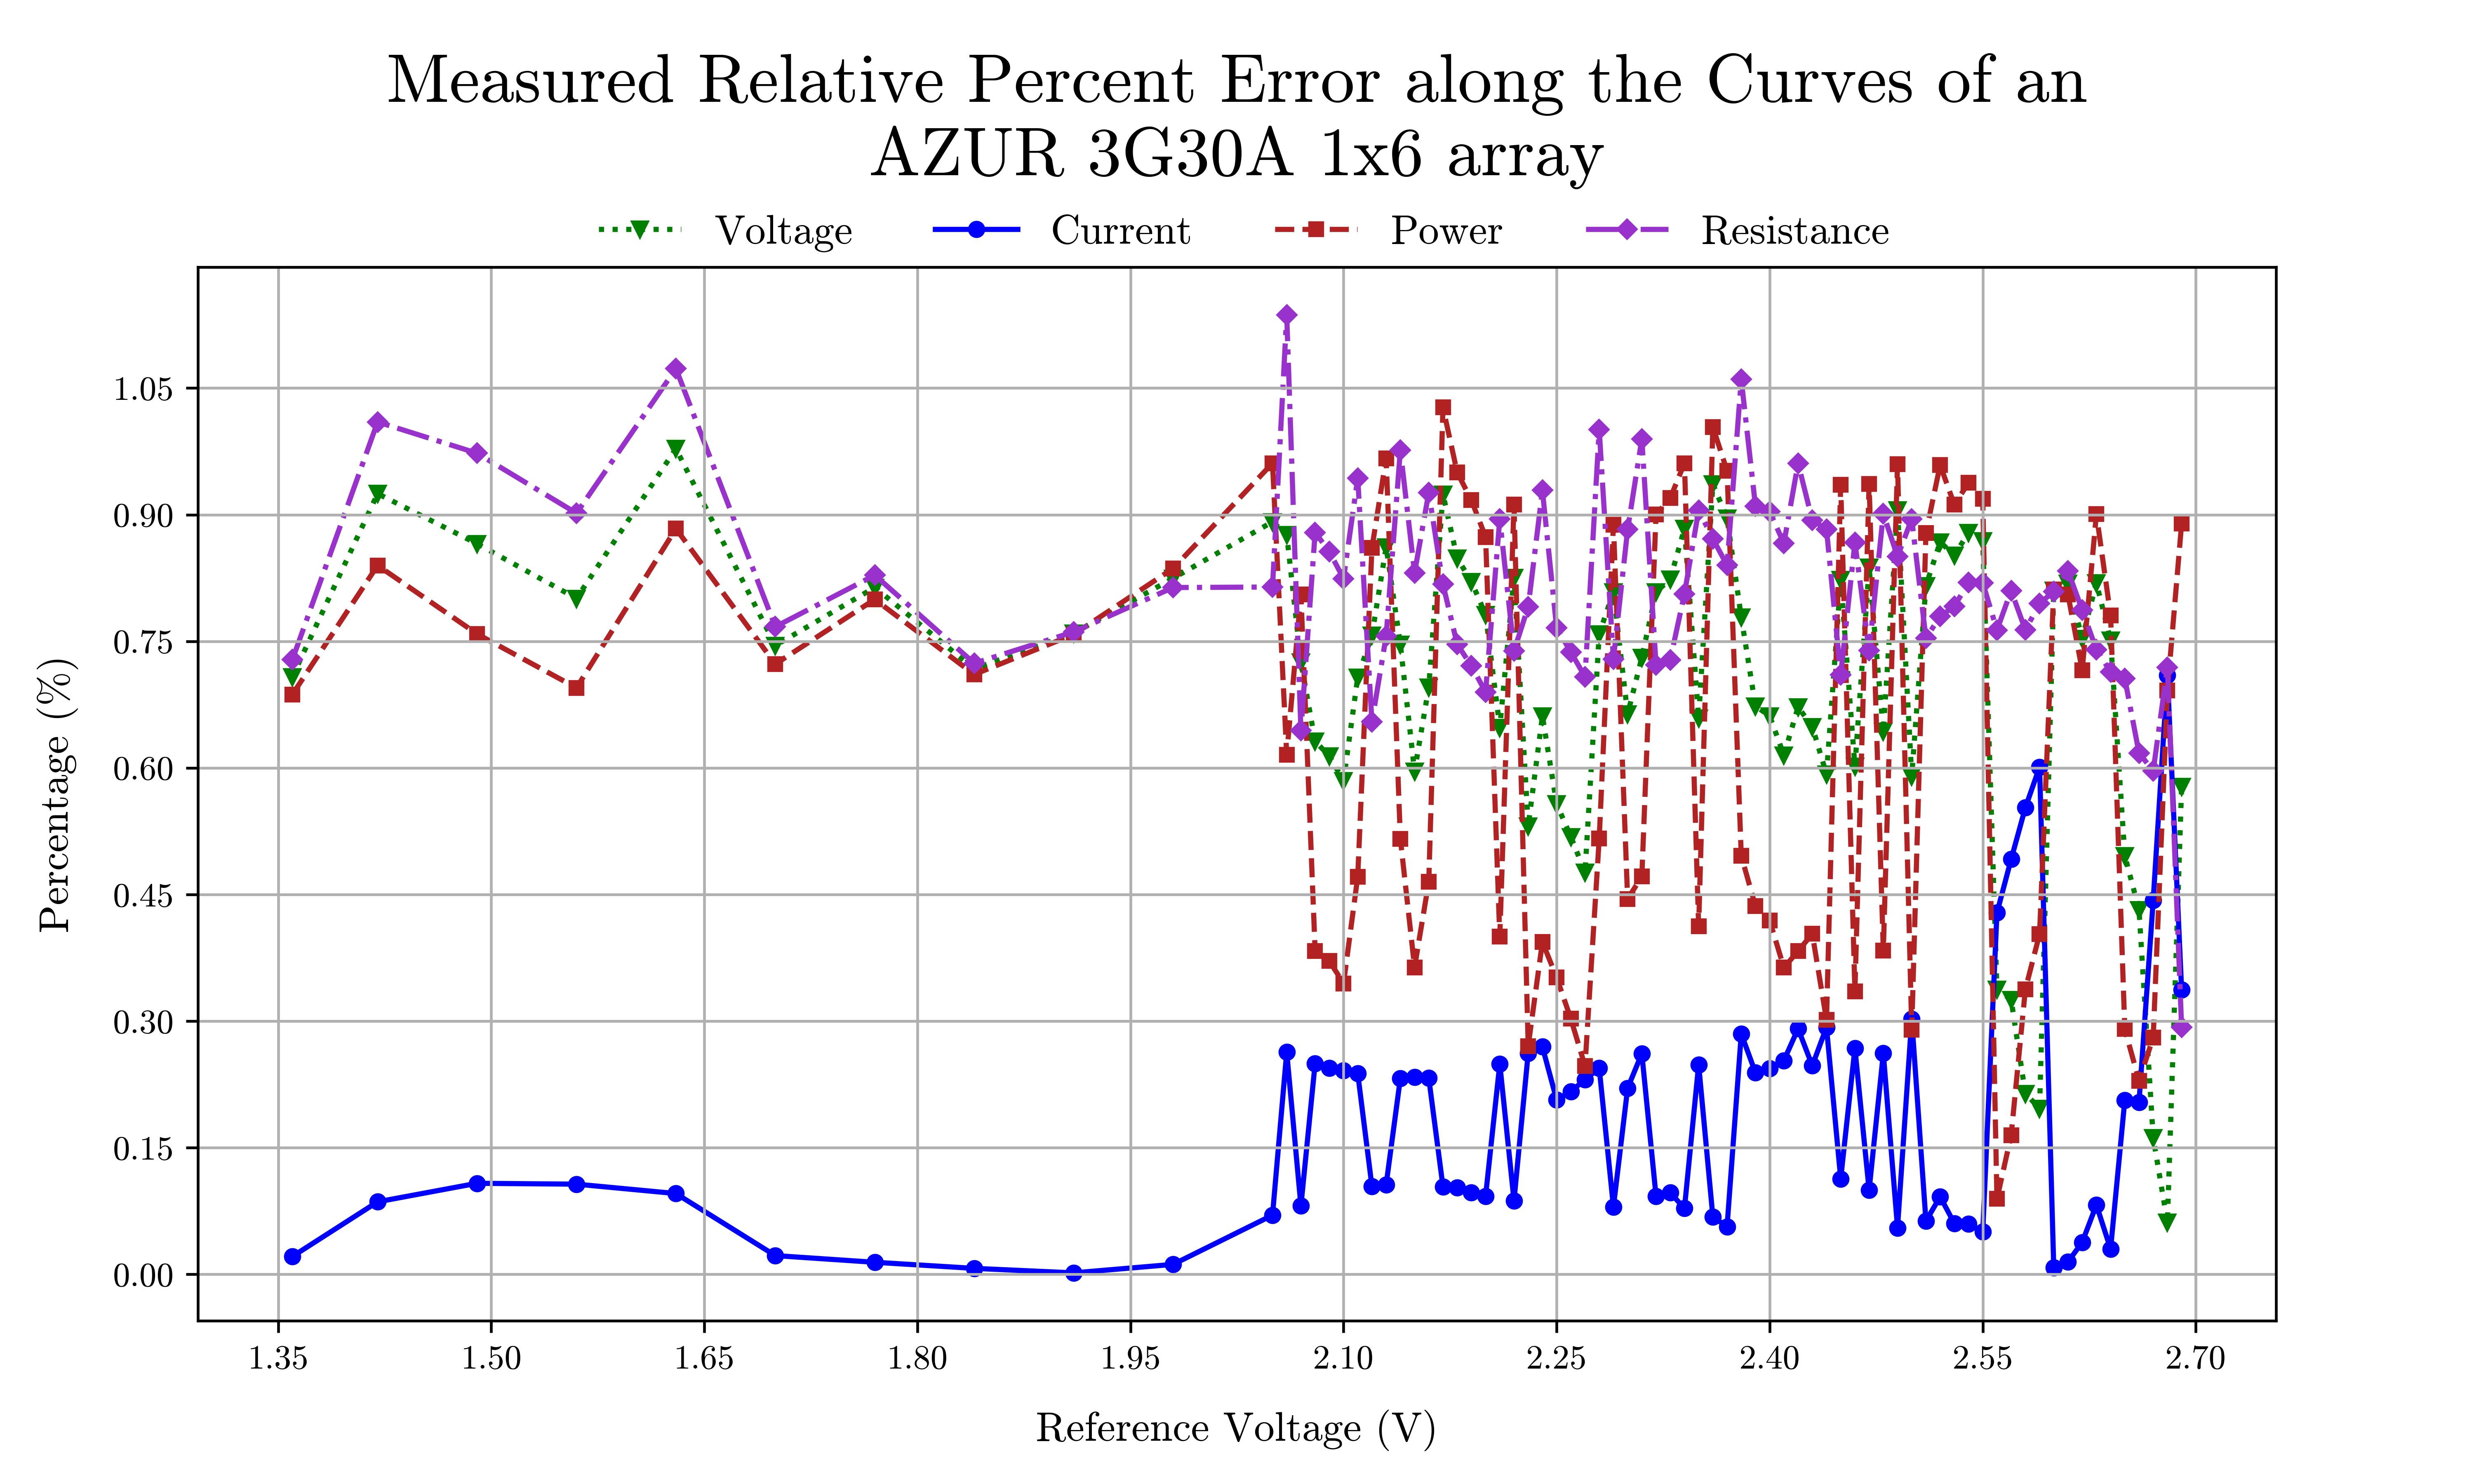 Measured Relative Percent Error along the Curves of an
AZUR 3G30A 1x6 array
Voltage Current Power Resistance
Percentage (%)
1.05
0.90
0.75
0.60
0.45
0.30
0.15
0.00
1.35 1.50 1.65 1.80 1.95 2.10 2.25 2.40 2.55 2.70
Reference Voltage (V)